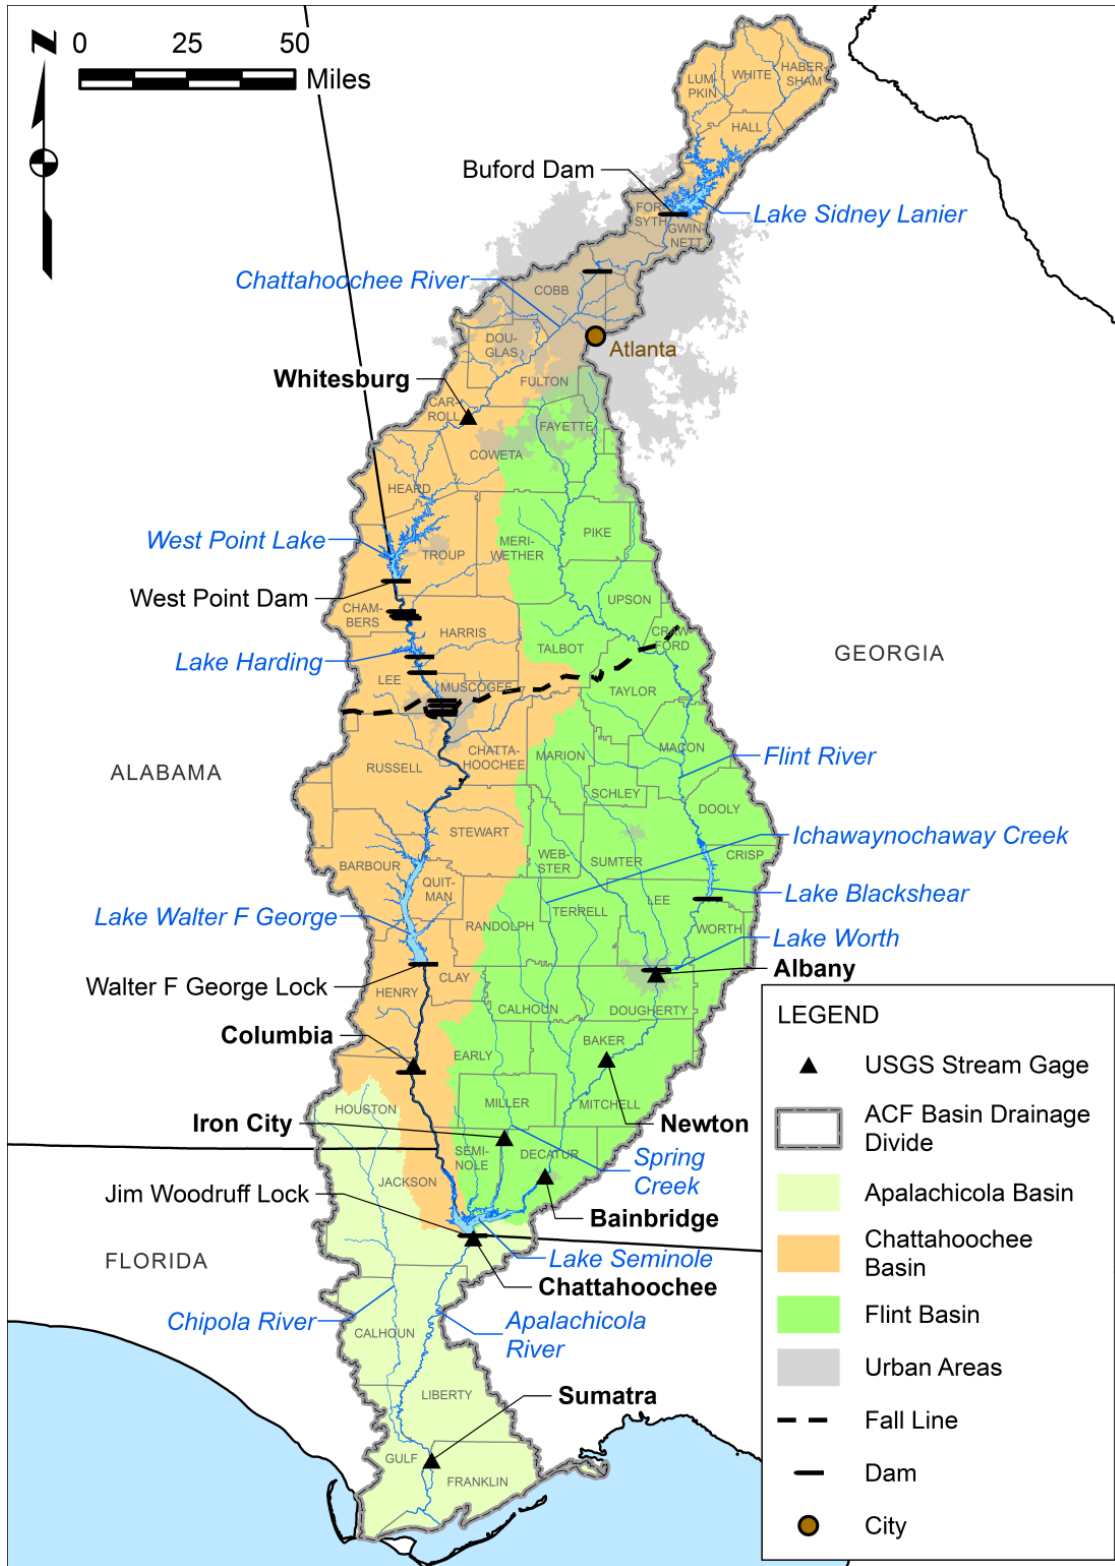 N
0 25 50
Miles
LUM-
PKIN
WHITE
HABER-
SHAM
HALL
Buford Dam
FOR-
SYTH
Lake Sidney Lanier
GWIN-
NETT
Chattahoochee River
COBB
DOU-
GLAS
Atlanta
Whitesburg
FULTON
CAR-
ROLL
FAYETTE
COWETA
HEARD
West Point Lake
TROUP
MERI-
WETHER
PIKE
West Point Dam
CHAM-
BERS
UPSON
HARRIS
TALBOT
CRAW-
FORD
Lake Harding
GEORGIA
LEE
MUSCOGEE
TAYLOR
ALABAMA
RUSSELL
CHATTA-
HOOCHEE
MARION
MACON
Flint River
SCHLEY
DOOLY
STEWART
Ichawaynochaway Creek
BARBOUR
WEB-
STER
SUMTER
CRISP
QUIT-
MAN
Lake Walter F George
RANDOLPH
TERRELL
LEE
Lake Blackshear
WORTH
Lake Worth
Albany
Walter F George Lock
HENRY
CLAY
CALHOUN
DOUGHERTY
Columbia
EARLY
BAKER
HOUSTON
MILLER
MITCHELL
Iron City
Newton
SEMI-
NOLE
DECATUR
Spring
Creek
JACKSON
Jim Woodruff Lock
Bainbridge
FLORIDA
Lake Seminole
Chattahoochee
Chipola River
CALHOUN
Apalachicola
River
LIBERTY
Sumatra
GULF
FRANKLIN
LEGEND
USGS Stream Gage
ACF Basin Drainage
Divide
Apalachicola Basin
Chattahoochee
Basin
Flint Basin
Urban Areas
Fall Line
Dam
City